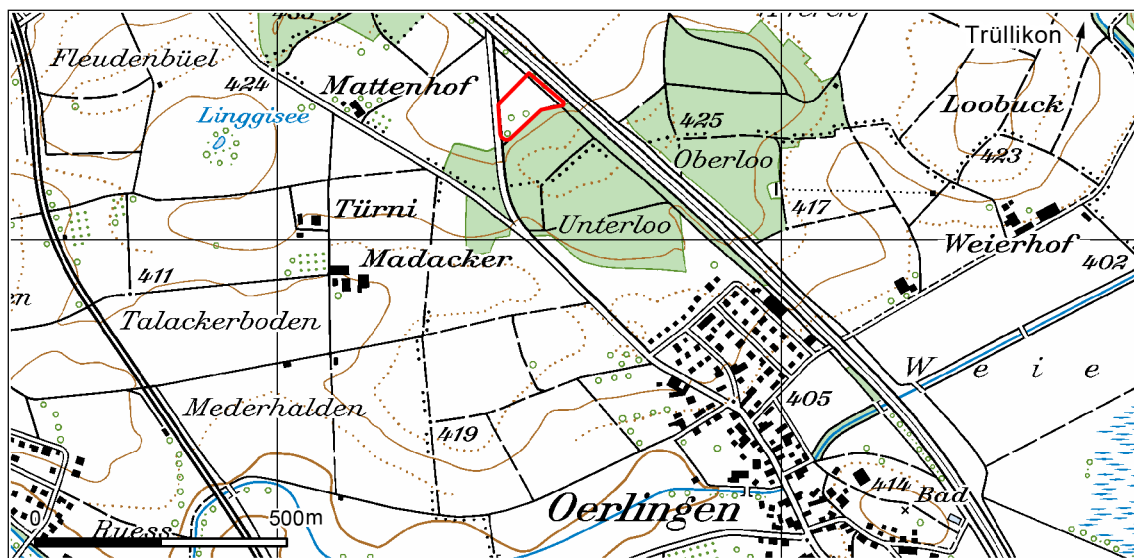 Trüllikon
Fleudenbüel
424
Mattenhof
Linggisee
425
Loobuck
Oberloo
423
Türni
417
Unterloo
Weierhof
Madacker
402
411
Talackerboden
W e i e
Mederhalden
405
419
414
Bad
Oerlingen
0
500m
Ruess